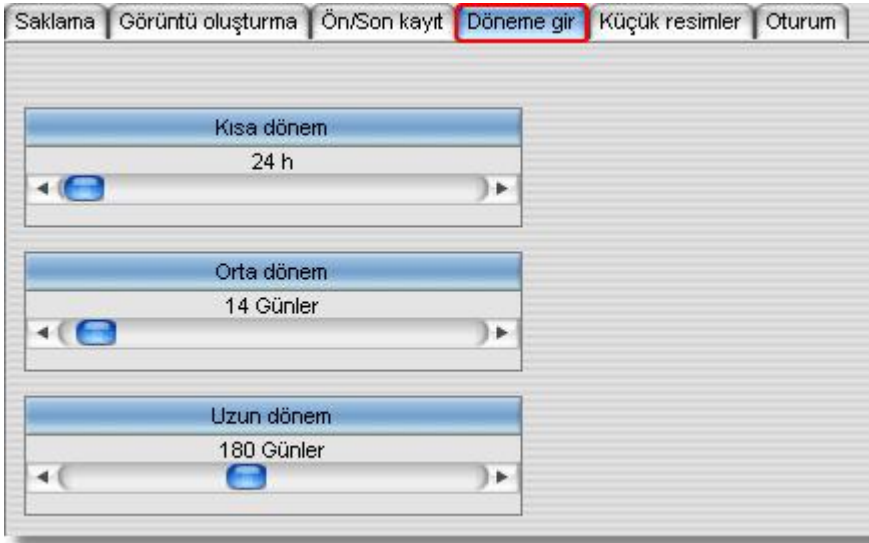 Saklama Görüntü oluşturma Ön/Son kayıt Döneme gir Küçük resimler Oturum
Kısa dönem
24 h
Orta dönem
14 Günler
Uzun dönem
180 Günler